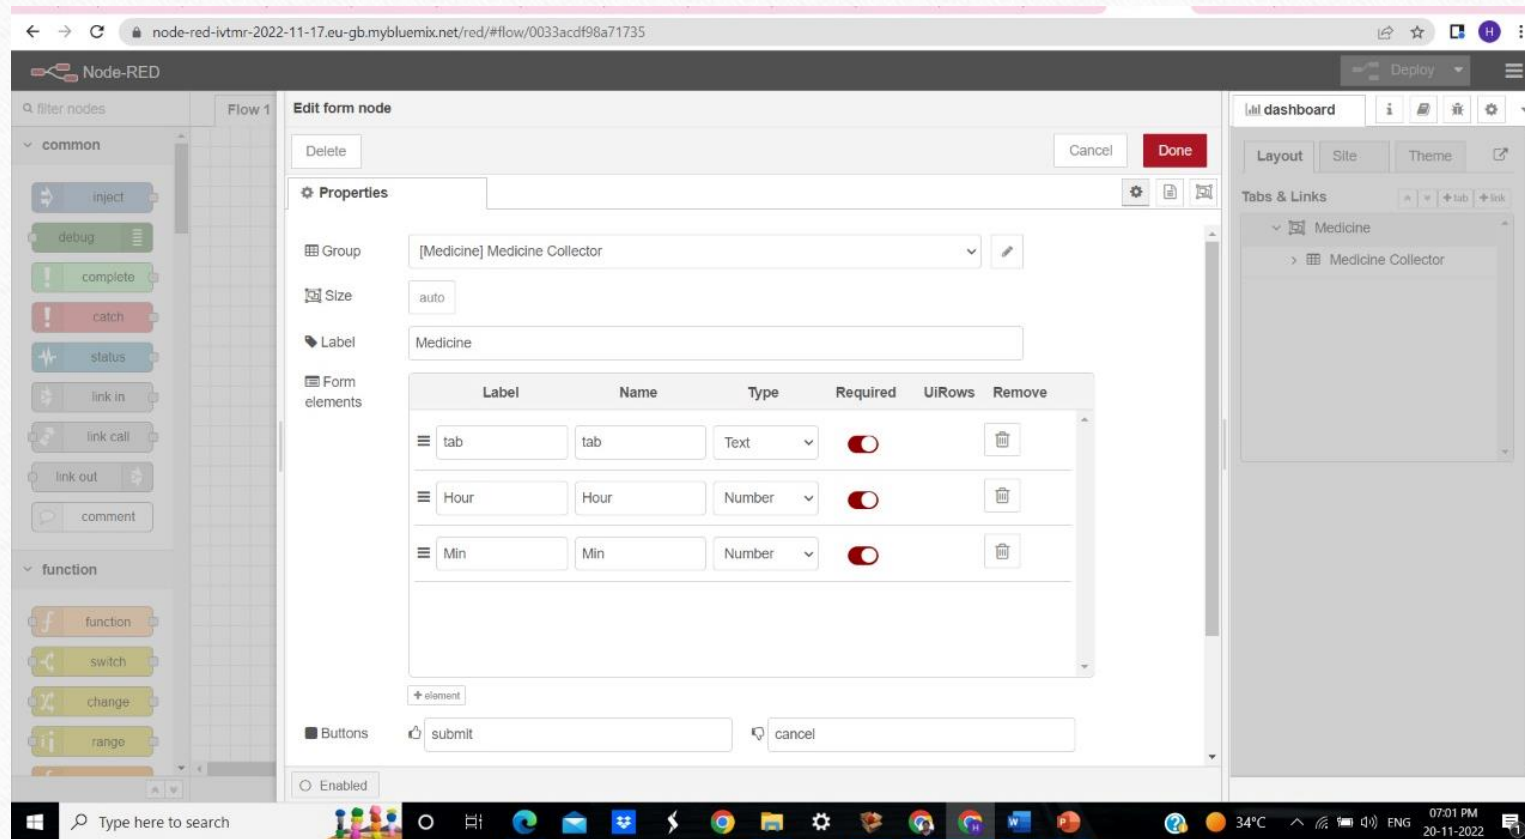 node-red-ivtmr-2022-11-17.eu-gb.mybluemix.net/red/#flow/0033acdf98a71735
H
Node-RED
Deploy
filter nodes
Flow 1
Edit form node
dashboard
common
Delete
Cancel
Done
Layout
Site
Theme
inject
Properties
Tabs & Links
+tab
+link
debug
Medicine
Group
[Medicine] Medicine Collector
Medicine Collector
complete
Size
auto
catch
Label
Medicine
status
Form elements
Label Name Type Required UiRows Remove
link in
link call
tab tab Text
link out
Hour Hour Number
comment
Min Min Number
function
function
switch
change
+ element
range
Buttons
submit
cancel
Enabled
Type here to search
34°C
ENG
07:01 PM
20-11-2022